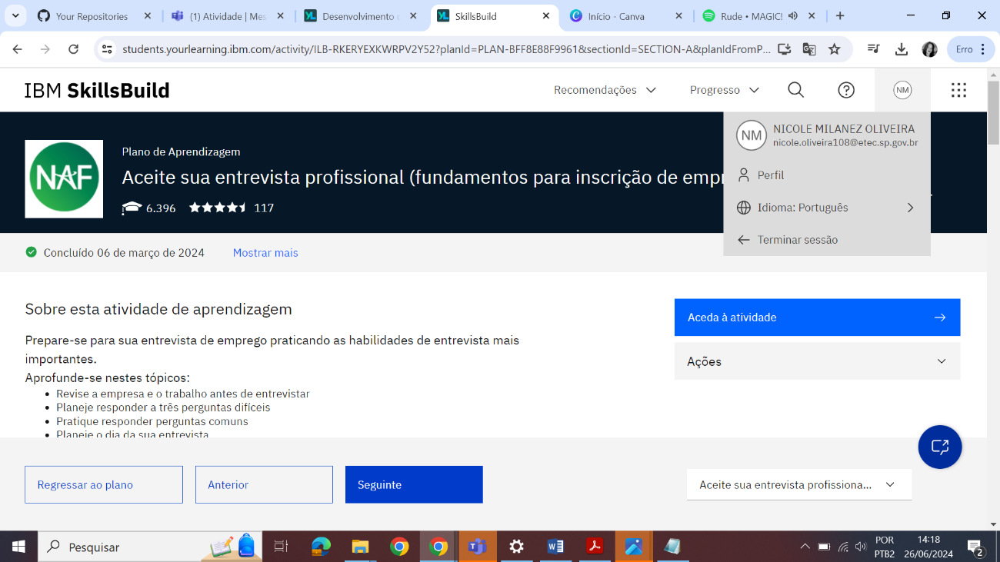 Your Repositories
(1) Atividade | Mes
Desenvolvimento
SkillsBuild
Início - Canva
Rude • MAGIC!
students.yourlearning.ibm.com/activity/ILB-RKERYEXKWRPV2Y52?planId=PLAN-BFF8E88F9961&sectionId=SECTION-A&planIdFromP...
Erro
IBM SkillsBuild
Recomendações
Progresso
NM
NM
NICOLE MILANEZ OLIVEIRA
nicole.oliveira108@etec.sp.gov.br
Perfil
Idioma: Português
Terminar sessão
NAF
Plano de Aprendizagem
Aceite sua entrevista profissional (fundamentos para inscrição de empr
6.396
117
Concluído 06 de março de 2024
Mostrar mais
Sobre esta atividade de aprendizagem
Prepare-se para sua entrevista de emprego praticando as habilidades de entrevista mais
importantes.
Aprofunde-se nestes tópicos:
• Revise a empresa e o trabalho antes de entrevistar
• Planeje responder a três perguntas difíceis
• Pratique responder perguntas comuns
• Planeje o dia da sua entrevista
Aceda à atividade
Ações
Regressar ao plano
Anterior
Seguinte
Aceite sua entrevista profissiona...
Pesquisar
POR
PTB2
14:18
26/06/2024
2